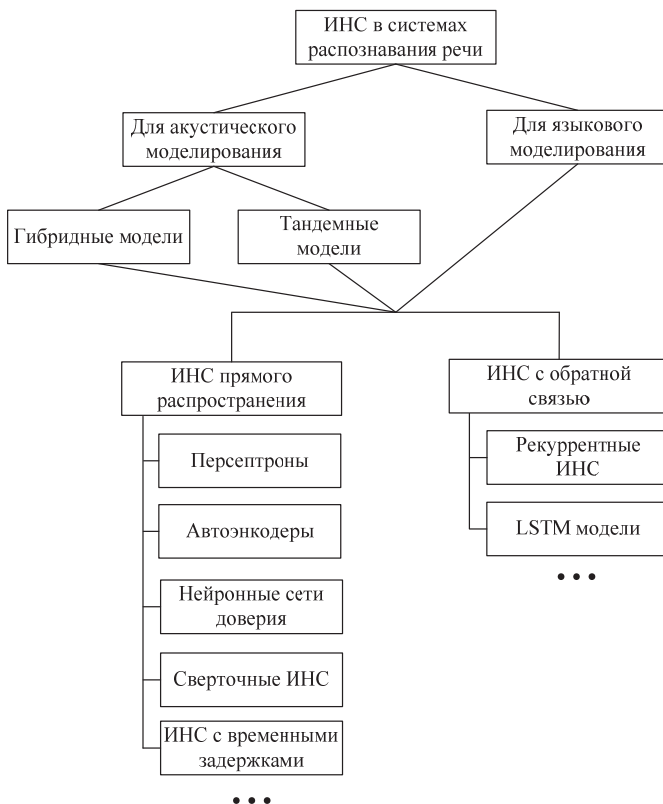 ИНС в системах
распознавания речи
Для акустического
моделирования
Для языкового
моделирования
Гибридные модели
Тандемные
модели
ИНС прямого
распространения
ИНС с обратной
связью
Персептроны
Рекуррентные
ИНС
Автоэнкодеры
LSTM модели
• • •
Нейронные сети
доверия
Сверточные ИНС
ИНС с временными
задержками
• • •